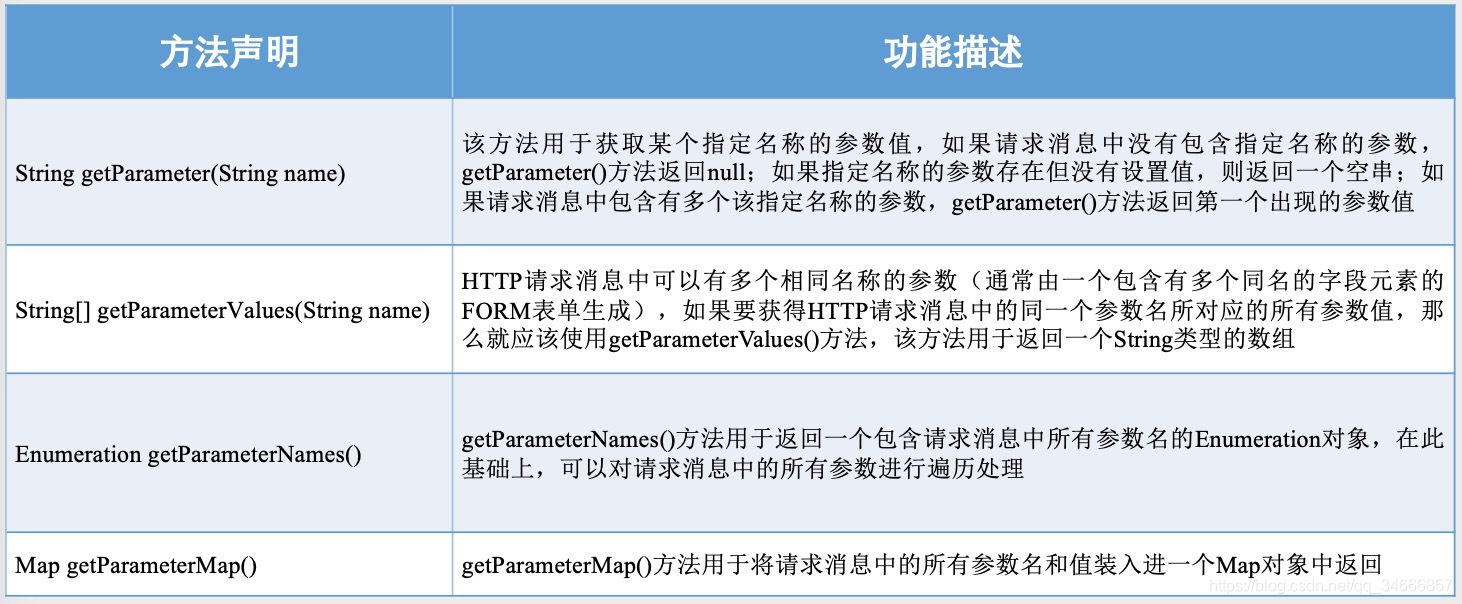 方法声明
功能描述
String getParameter(String name)
该方法用于获取某个指定名称的参数值，如果请求消息中没有包含指定名称的参数，
getParameter()方法返回null；如果指定名称的参数存在但没有设置值，则返回一个空串；如
果请求消息中包含有多个该指定名称的参数，getParameter()方法返回第一个出现的参数值
String[] getParameterValues(String name)
HTTP请求消息中可以有多个相同名称的参数（通常由一个包含有多个同名的字段元素的
FORM表单生成），如果要获得HTTP请求消息中的同一个参数名所对应的所有参数值，那
么就应该使用getParameterValues()方法，该方法用于返回一个String类型的数组
Enumeration getParameterNames()
getParameterNames()方法用于返回一个包含请求消息中所有参数名的Enumeration对象，在此
基础上，可以对请求消息中的所有参数进行遍历处理
Map getParameterMap()
getParameterMap()方法用于将请求消息中的所有参数名和值装入进一个Map对象中返回
https://blog.csdn.net/qq_34666857